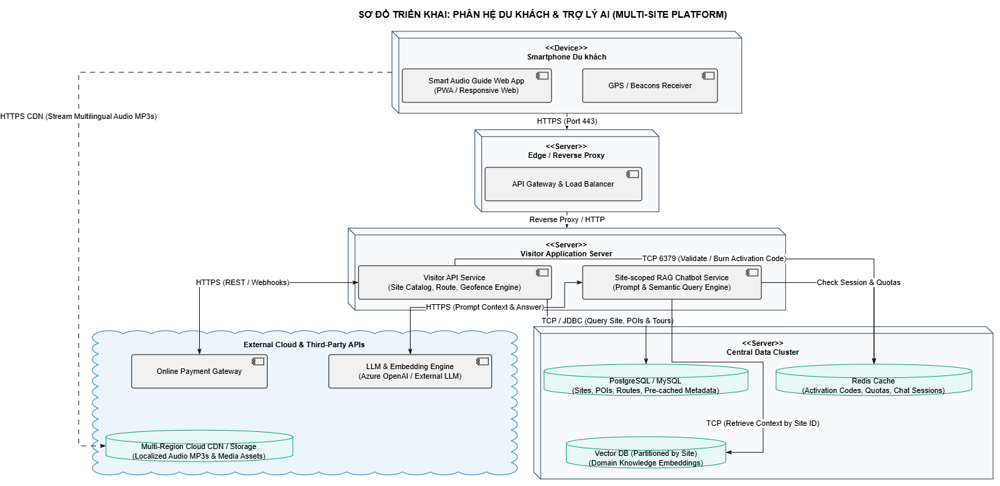 SƠ ĐỒ TRIỂN KHAI: PHÂN HỆ DU KHÁCH & TRỢ LÝ AI (MULTI-SITE PLATFORM)
<<Device>>
Smartphone Du khách
Smart Audio Guide Web App
(PWA / Responsive Web)
GPS / Beacons Receiver
HTTPS CDN (Stream Multilingual Audio MP3s)
HTTPS (Port 443)
<<Server>>
Edge / Reverse Proxy
API Gateway & Load Balancer
Reverse Proxy / HTTP
<<Server>>
Visitor Application Server
TCP 6379 (Validate / Burn Activation Code)
Visitor API Service
(Site Catalog, Route, Geofence Engine)
Site-scoped RAG Chatbot Service
(Prompt & Semantic Query Engine)
HTTPS (REST / Webhooks)
Check Session & Quotas
HTTPS (Prompt Context & Answer)
TCP / JDBC (Query Site, POIs & Tours)
External Cloud & Third-Party APIs
Online Payment Gateway
LLM & Embedding Engine
(Azure OpenAI / External LLM)
Multi-Region Cloud CDN / Storage
(Localized Audio MP3s & Media Assets)
<<Server>>
Central Data Cluster
PostgreSQL / MySQL
(Sites, POIs, Routes, Pre-cached Metadata)
Redis Cache
(Activation Codes, Quotas, Chat Sessions)
TCP (Retrieve Context by Site ID)
Vector DB (Partitioned by Site)
(Domain Knowledge Embeddings)